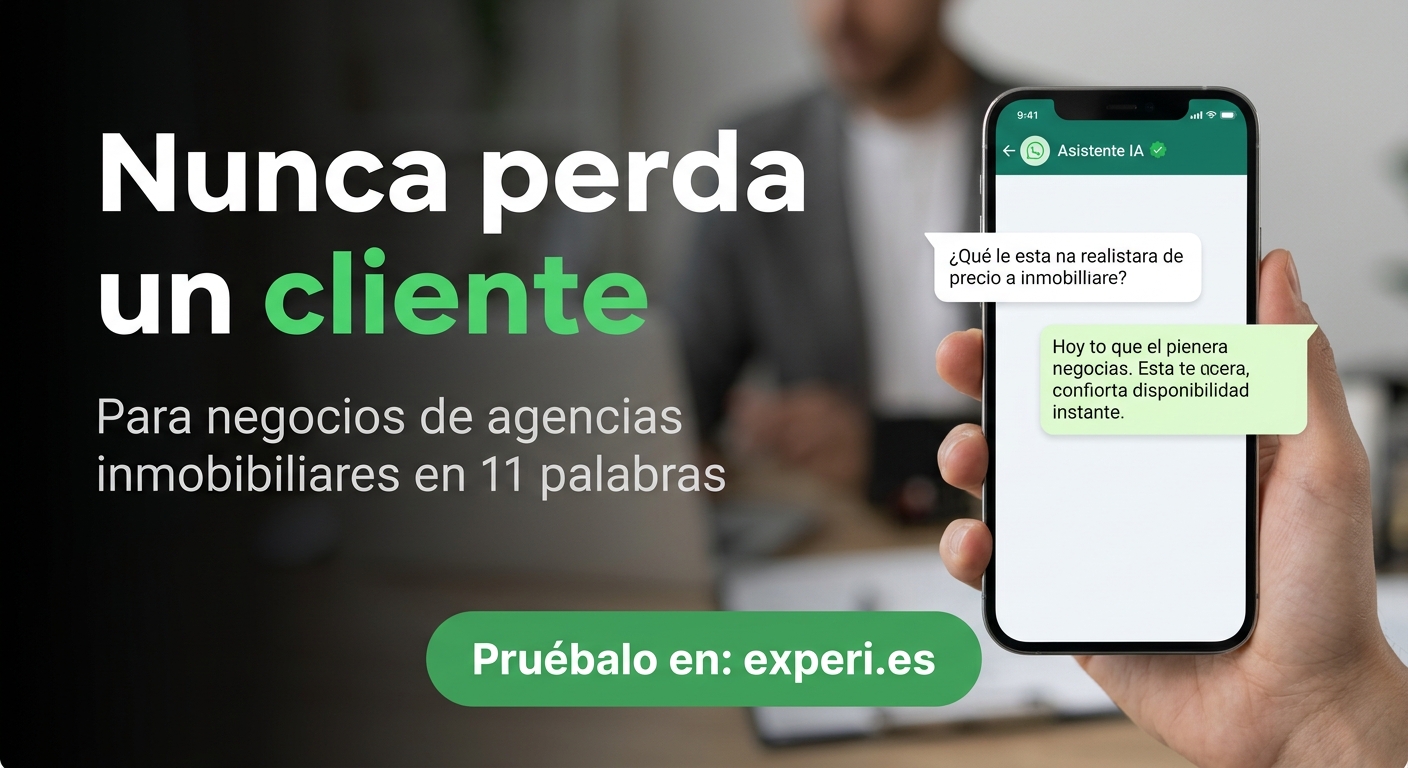 Nunca perda
un cliente
Para negocios de agencias
inmobibiliares en 11 palabras
Pruébalo en: experi.es
9:41
Asistente IA
¿Qué le esta na realistara de
precio a inmobilliare?
Hoy to que el pienera
negocias. Esta te ocera,
confiorta disponibilidad
instante.